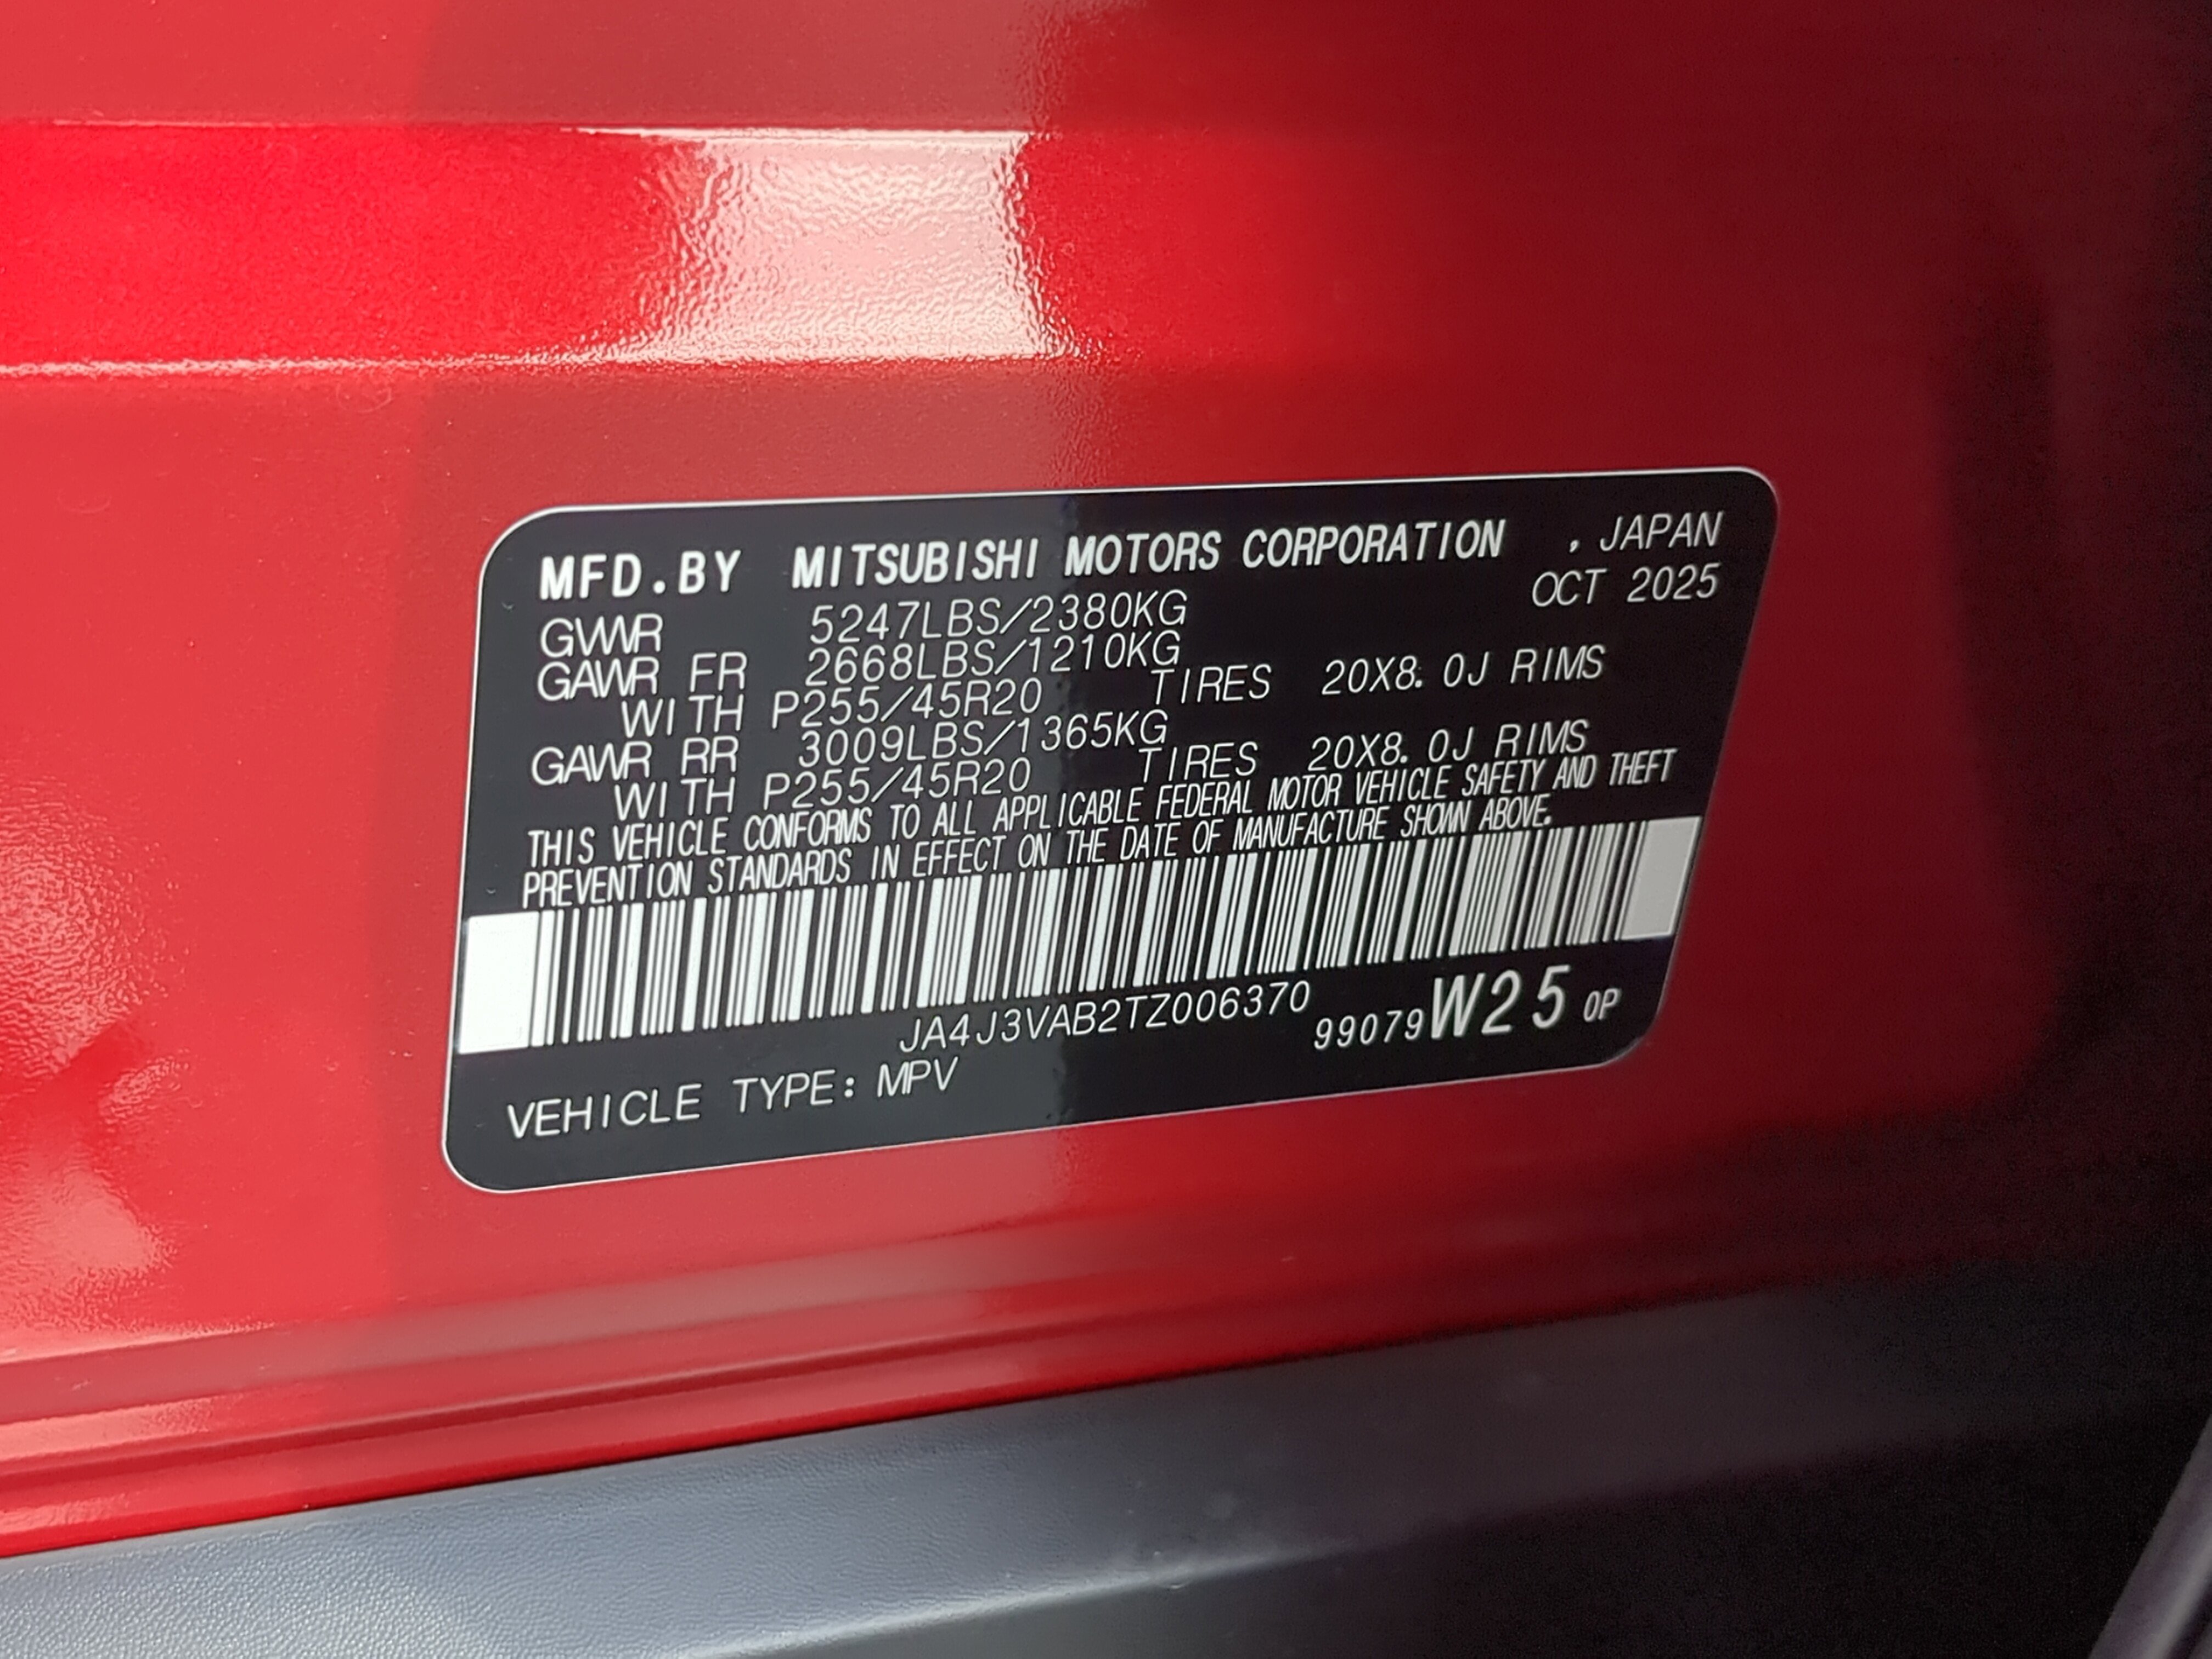 MFD.BY MITSUBISHI MOTORS CORPORATION , JAPAN
OCT 2025
GVWR 5247LBS/2380KG
GAWR FR 2668LBS/1210KG
WITH P255/45R20 TIRES 20X8.0J RIMS
GAWR RR 3009LBS/1365KG
WITH P255/45R20 TIRES 20X8.0J RIMS
THIS VEHICLE CONFORMS TO ALL APPLICABLE FEDERAL MOTOR VEHICLE SAFETY AND THEFT
PREVENTION STANDARDS IN EFFECT ON THE DATE OF MANUFACTURE SHOWN ABOVE.
JA4J3VAB2TZ006370
99079W25 0P
VEHICLE TYPE: MPV